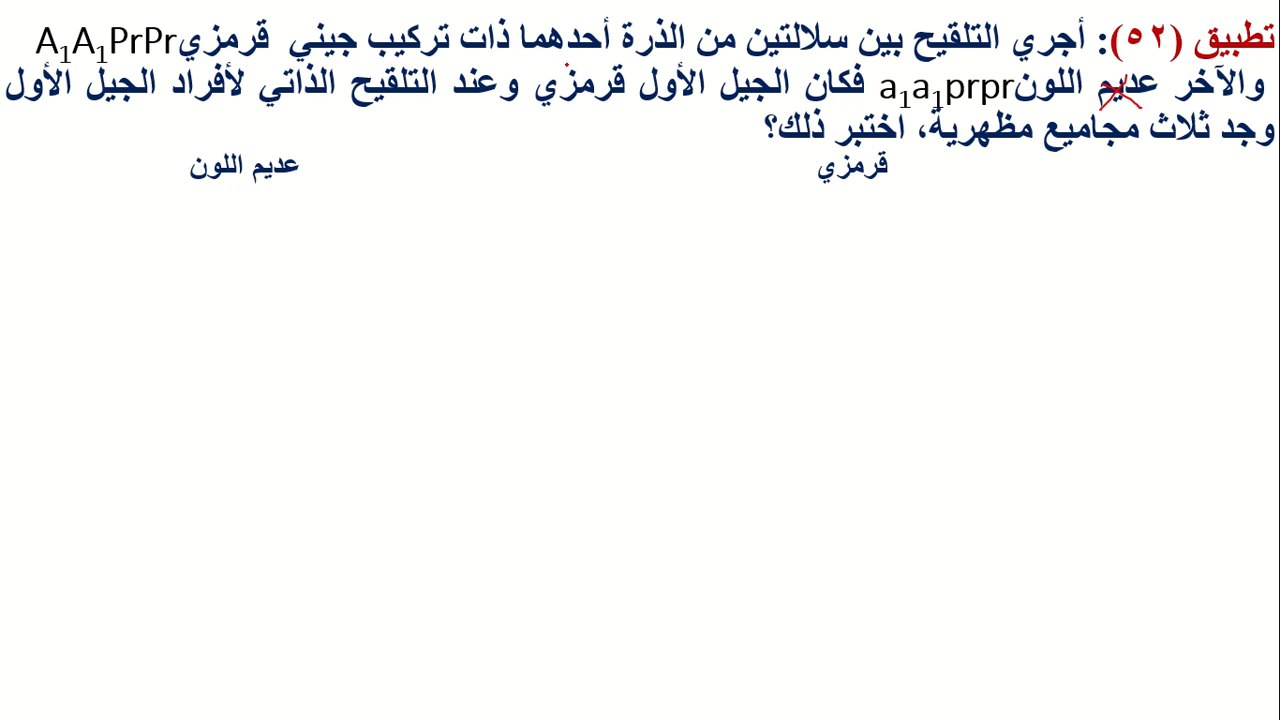 تطبيق (٥٢): أجري التلقيح بين سلالتين من الذرة أحدهما ذات تركيب جيني قرمزي A₁A₁PrPr
والآخر عديم اللون a₁a₁prpr فكان الجيل الأول قرمزي وعند التلقيح الذاتي لأفراد الجيل الأول
وجد ثلاث مجاميع مظهرية، اختبر ذلك؟
قرمزي عديم اللون